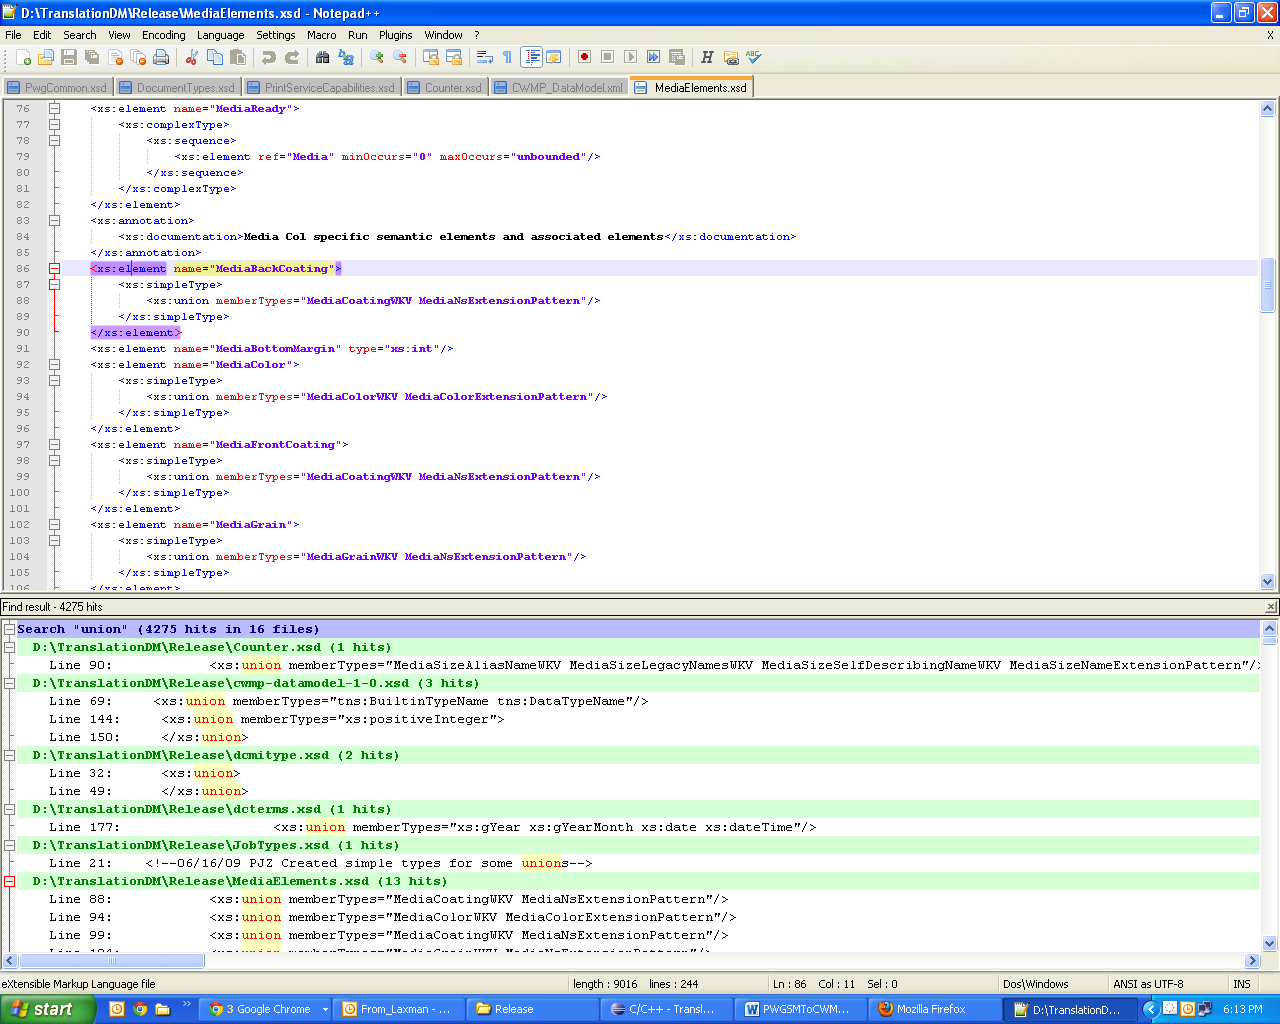 D:\TranslationDM\Release\MediaElements.xsd - Notepad++
File Edit Search View Encoding Language Settings Macro Run Plugins Window ? X
PwgCommon.xsd DocumentTypes.xsd PrintServiceCapabilities.xsd Counter.xsd CWMP_DataModel.xml MediaElements.xsd
76 <xs:element name="MediaReady">
77 <xs:complexType>
78 <xs:sequence>
79 <xs:element ref="Media" minOccurs="0" maxOccurs="unbounded"/>
80 </xs:sequence>
81 </xs:complexType>
82 </xs:element>
83 <xs:annotation>
84 <xs:documentation>Media Col specific semantic elements and associated elements</xs:documentation>
85 </xs:annotation>
86 <xs:element name="MediaBackCoating">
87 <xs:simpleType>
88 <xs:union memberTypes="MediaCoatingWKV MediaNsExtensionPattern"/>
89 </xs:simpleType>
90 </xs:element>
91 <xs:element name="MediaBottomMargin" type="xs:int"/>
92 <xs:element name="MediaColor">
93 <xs:simpleType>
94 <xs:union memberTypes="MediaColorWKV MediaColorExtensionPattern"/>
95 </xs:simpleType>
96 </xs:element>
97 <xs:element name="MediaFrontCoating">
98 <xs:simpleType>
99 <xs:union memberTypes="MediaCoatingWKV MediaNsExtensionPattern"/>
100 </xs:simpleType>
101 </xs:element>
102 <xs:element name="MediaGrain">
103 <xs:simpleType>
104 <xs:union memberTypes="MediaGrainWKV MediaNsExtensionPattern"/>
105 </xs:simpleType>
106 </xs:element>
Find result - 4275 hits
Search "union" (4275 hits in 16 files)
D:\TranslationDM\Release\Counter.xsd (1 hits)
Line 90: <xs:union memberTypes="MediaSizeAliasNameWKV MediaSizeLegacyNamesWKV MediaSizeSelfDescribingNameWKV MediaSizeNameExtensionPattern"/>
D:\TranslationDM\Release\cwmp-datamodel-1-0.xsd (3 hits)
Line 69: <xs:union memberTypes="tns:BuiltinTypeName tns:DataTypeName"/>
Line 144: <xs:union memberTypes="xs:positiveInteger">
Line 150: </xs:union>
D:\TranslationDM\Release\dcmitype.xsd (2 hits)
Line 32: <xs:union>
Line 49: </xs:union>
D:\TranslationDM\Release\dcterms.xsd (1 hits)
Line 177: <xs:union memberTypes="xs:gYear xs:gYearMonth xs:date xs:dateTime"/>
D:\TranslationDM\Release\JobTypes.xsd (1 hits)
Line 21: <!--06/16/09 PJZ Created simple types for some unions-->
D:\TranslationDM\Release\MediaElements.xsd (13 hits)
Line 88: <xs:union memberTypes="MediaCoatingWKV MediaNsExtensionPattern"/>
Line 94: <xs:union memberTypes="MediaColorWKV MediaColorExtensionPattern"/>
Line 99: <xs:union memberTypes="MediaCoatingWKV MediaNsExtensionPattern"/>
Line 104: <xs:union memberTypes="MediaGrainWKV MediaNsExtensionPattern"/>
eXtensible Markup Language file length : 9016 lines : 244 Ln : 86 Col : 11 Sel : 0 Dos\Windows ANSI as UTF-8 INS
start 3 Google Chrome From_Laxman - ... Release C/C++ - Transl... PWGSMToCWM... Mozilla Firefox D:\TranslationD... 6:13 PM